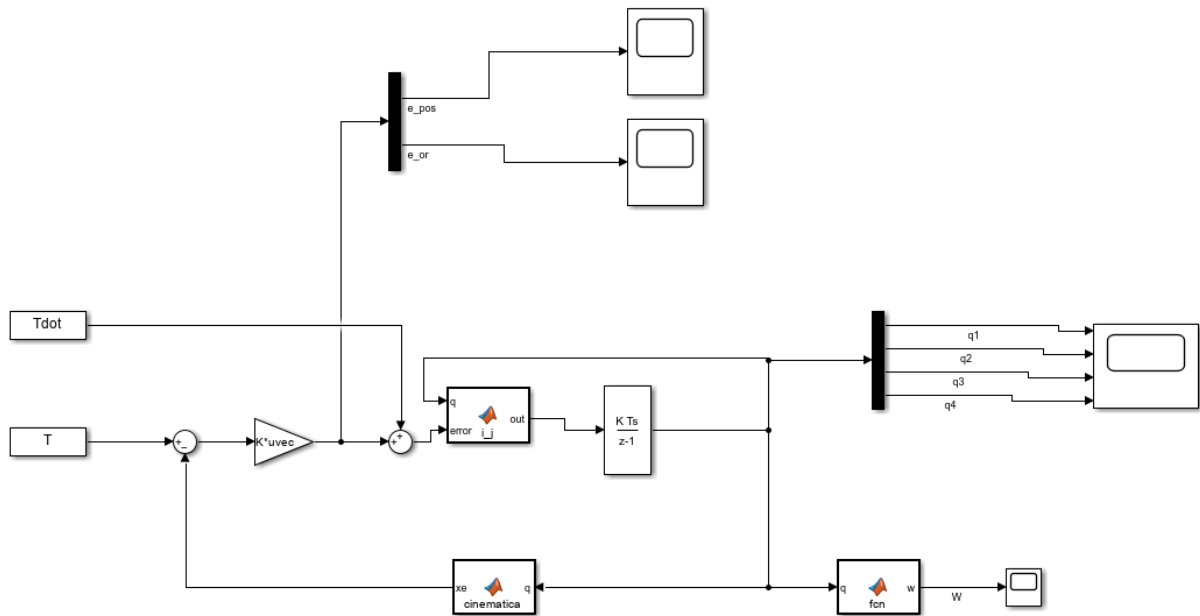 e_pos
e_or
Tdot
q1
q2
q3
q4
q
out
error
i_j
K Ts
z-1
T
+
-
K*uvec
+
+
xe
q
cinematica
q
w
fcn
W